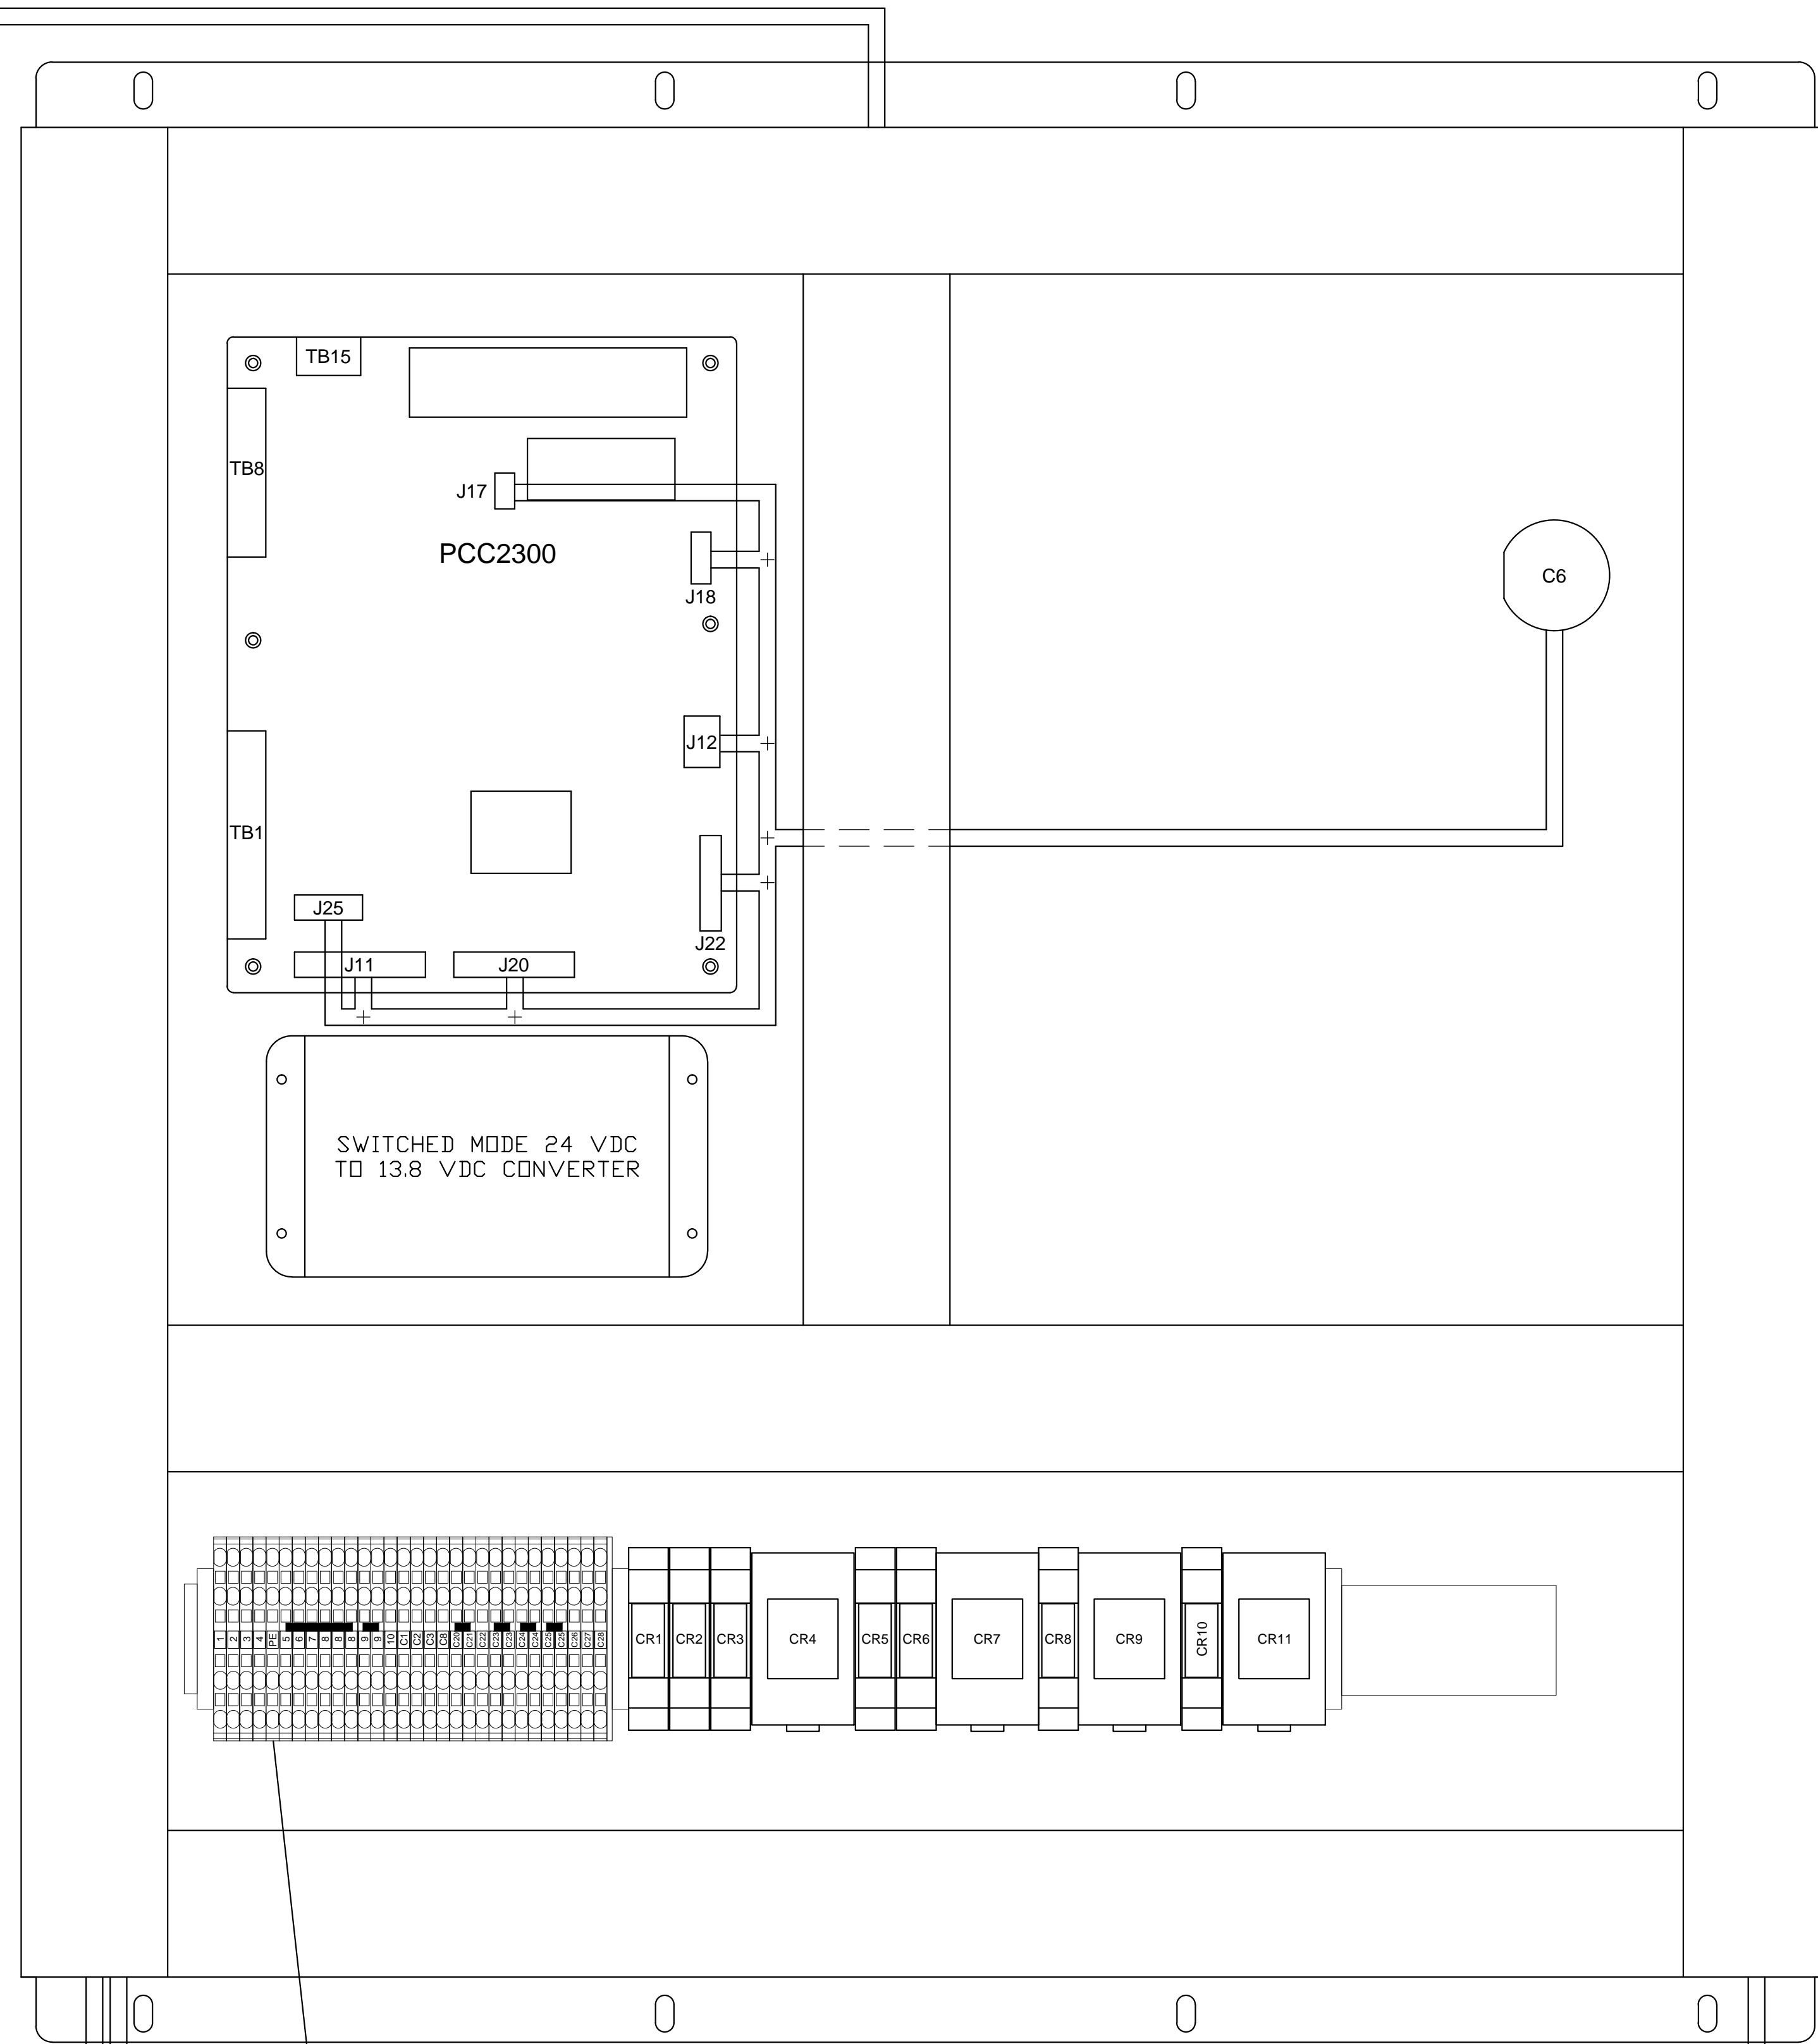 TB15
TB8
J17
PCC2300
J18
C6
J12
TB1
J25
J22
J11
J20
SWITCHED MODE 24 VDC
TO 13.8 VDC CONVERTER
1 2 3 4 PE 5 6 7 8 8 8 9 9 10 C1 C2 C3 C8 C20 C21 C22 C23 C23 C24 C24 C25 C25 C26 C27 C28
CR1 CR2 CR3 CR4 CR5 CR6 CR7 CR8 CR9 CR10 CR11